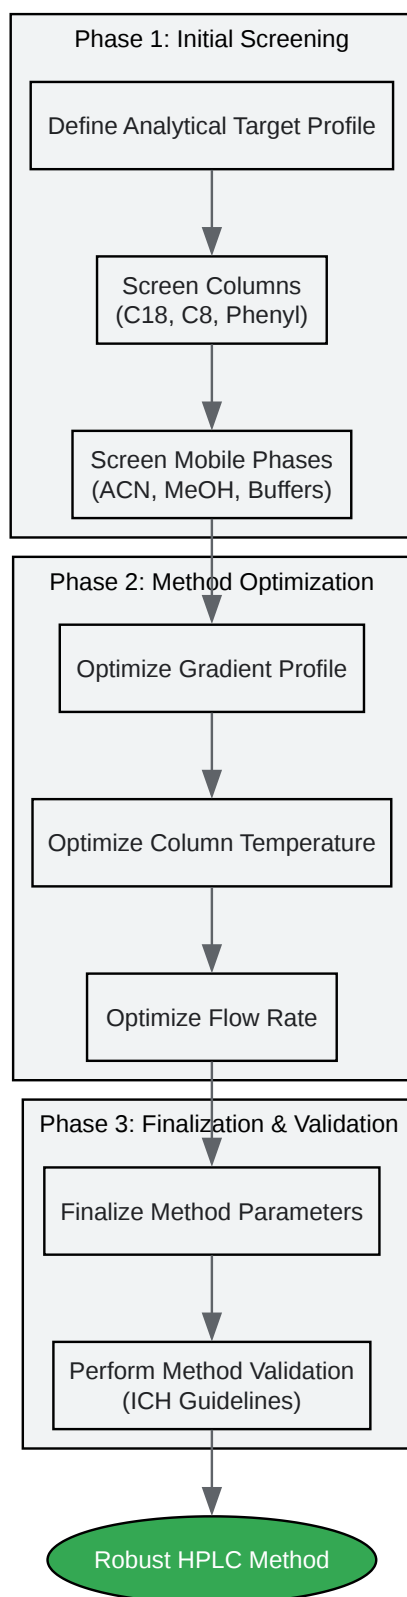 Phase 1: Initial Screening
Define Analytical Target Profile
Screen Columns
(C18, C8, Phenyl)
Screen Mobile Phases
(ACN, MeOH, Buffers)
Phase 2: Method Optimization
Optimize Gradient Profile
Optimize Column Temperature
Optimize Flow Rate
Phase 3: Finalization & Validation
Finalize Method Parameters
Perform Method Validation
(ICH Guidelines)
Robust HPLC Method